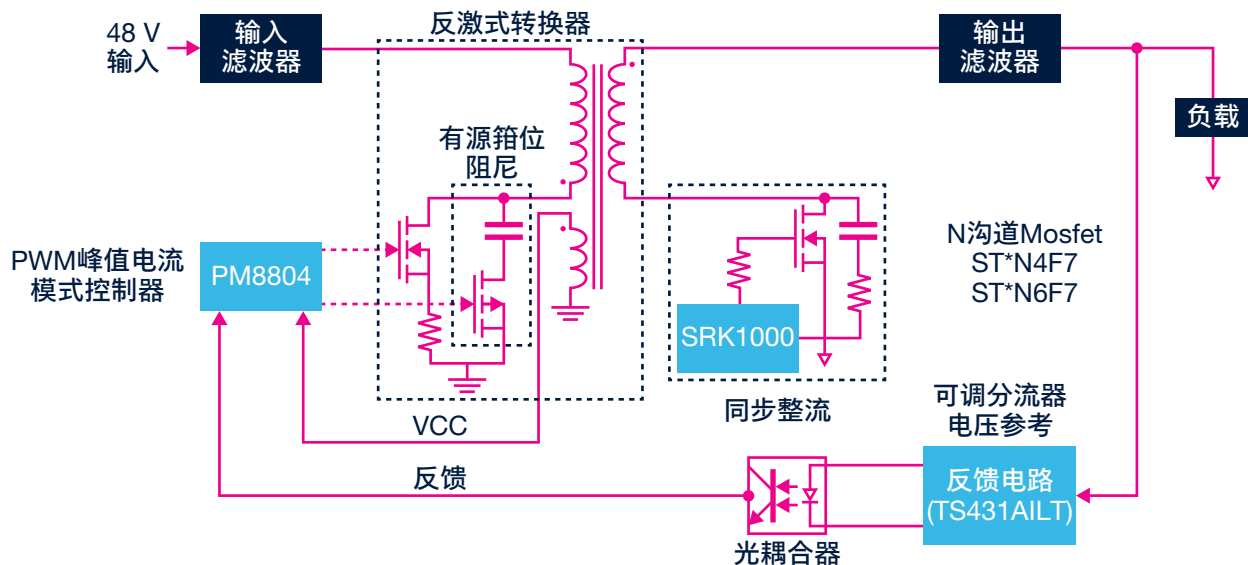 反激式转换器
48 V
输入
输入
滤波器
输出
滤波器
负载
有源箝位
阻尼
PWM峰值电流
模式控制器
PM8804
N沟道Mosfet
ST*N4F7
ST*N6F7
SRK1000
同步整流
VCC
可调分流器
电压参考
反馈
反馈电路
(TS431AILT)
光耦合器